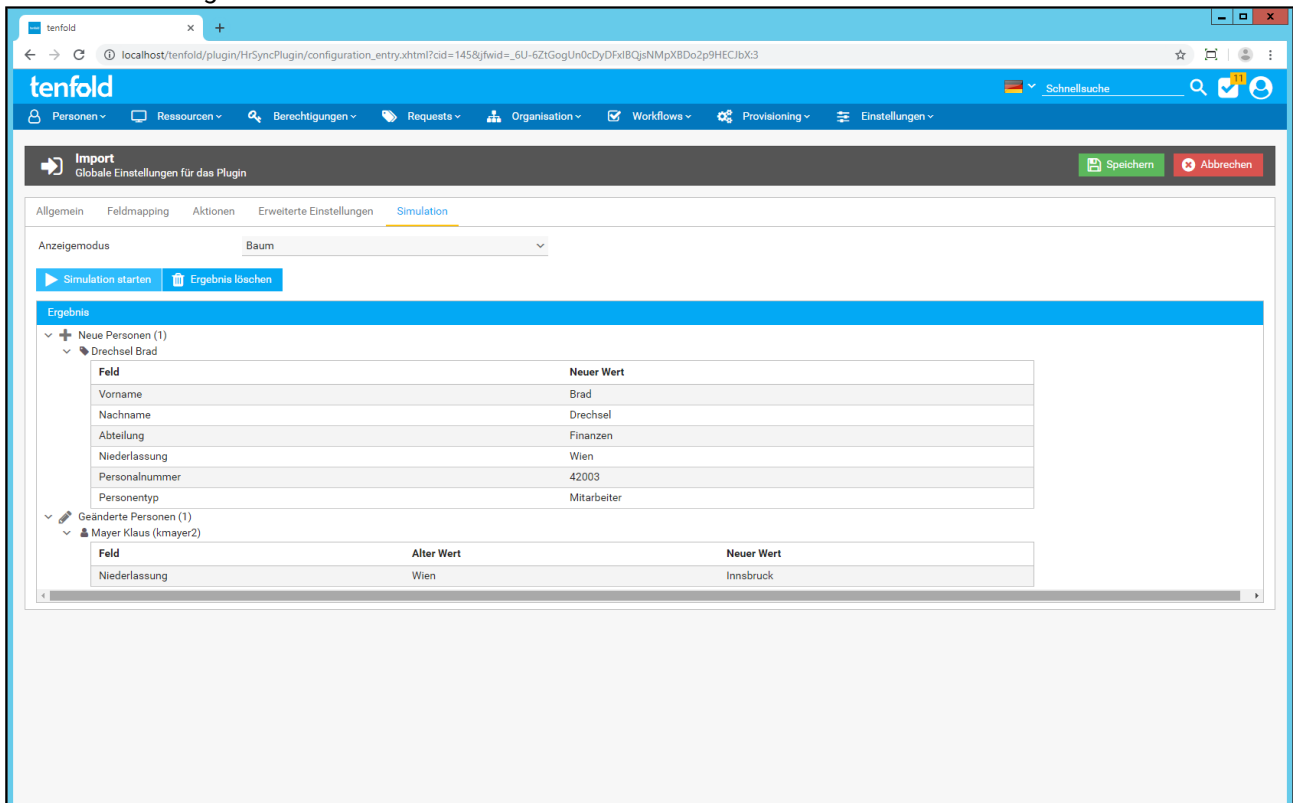 tenfold
localhost/tenfold/plugin/HrSyncPlugin/configuration_entry.xhtml?cid=145&jfwid=_6U-6ZtGogUn0cDyDFxIBQjsNMpXBDo2p9HECJbX:3
tenfold
Schnellsuche
11
Personen Ressourcen Berechtigungen Requests Organisation Workflows Provisioning Einstellungen
Import
Globale Einstellungen für das Plugin
Speichern Abbrechen
Allgemein Feldmapping Aktionen Erweiterte Einstellungen Simulation
Anzeigemodus Baum
Simulation starten Ergebnis löschen
Ergebnis
Neue Personen (1)
Drechsel Brad
Feld Neuer Wert
Vorname Brad
Nachname Drechsel
Abteilung Finanzen
Niederlassung Wien
Personalnummer 42003
Personentyp Mitarbeiter
Geänderte Personen (1)
Mayer Klaus (kmayer2)
Feld Alter Wert Neuer Wert
Niederlassung Wien Innsbruck